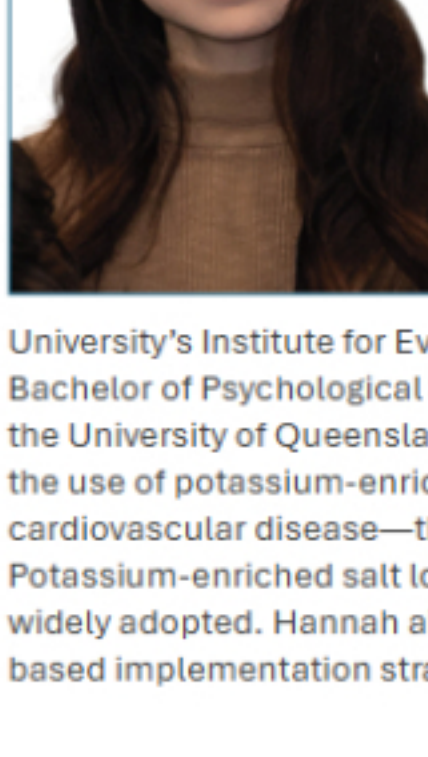 University’s Institute for Ev
Bachelor of Psychological
the University of Queensla
the use of potassium-enric
cardiovascular disease—th
Potassium-enriched salt lo
widely adopted. Hannah a
based implementation stra